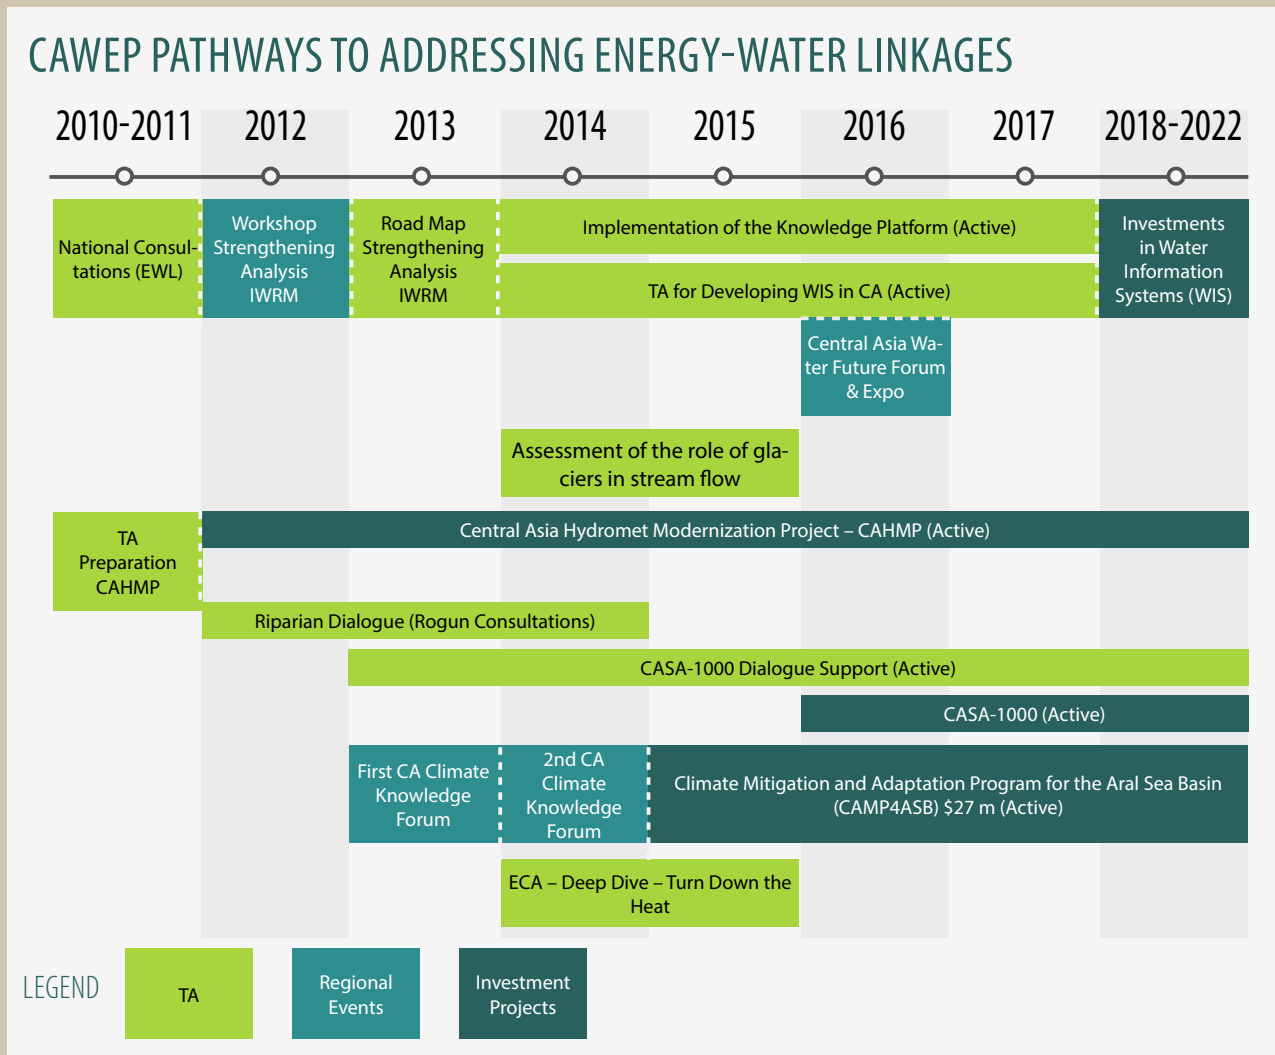 CAWEP PATHWAYS TO ADDRESSING ENERGY-WATER LINKAGES
2010-2011
2012
2013
2014
2015
2016
2017
2018-2022
National Consul-
tations (EWL)
Workshop
Strengthening
Analysis
IWRM
Road Map
Strengthening
Analysis
IWRM
Implementation of the Knowledge Platform (Active)
TA for Developing WIS in CA (Active)
Investments
in Water
Information
Systems (WIS)
Central Asia Wa-
ter Future Forum
& Expo
Assessment of the role of gla-
ciers in stream flow
TA
Preparation
CAHMP
Central Asia Hydromet Modernization Project – CAHMP (Active)
Riparian Dialogue (Rogun Consultations)
CASA-1000 Dialogue Support (Active)
CASA-1000 (Active)
First CA Climate
Knowledge
Forum
2nd CA
Climate
Knowledge
Forum
Climate Mitigation and Adaptation Program for the Aral Sea Basin
(CAMP4ASB) $27 m (Active)
ECA – Deep Dive – Turn Down the
Heat
LEGEND
TA
Regional
Events
Investment
Projects